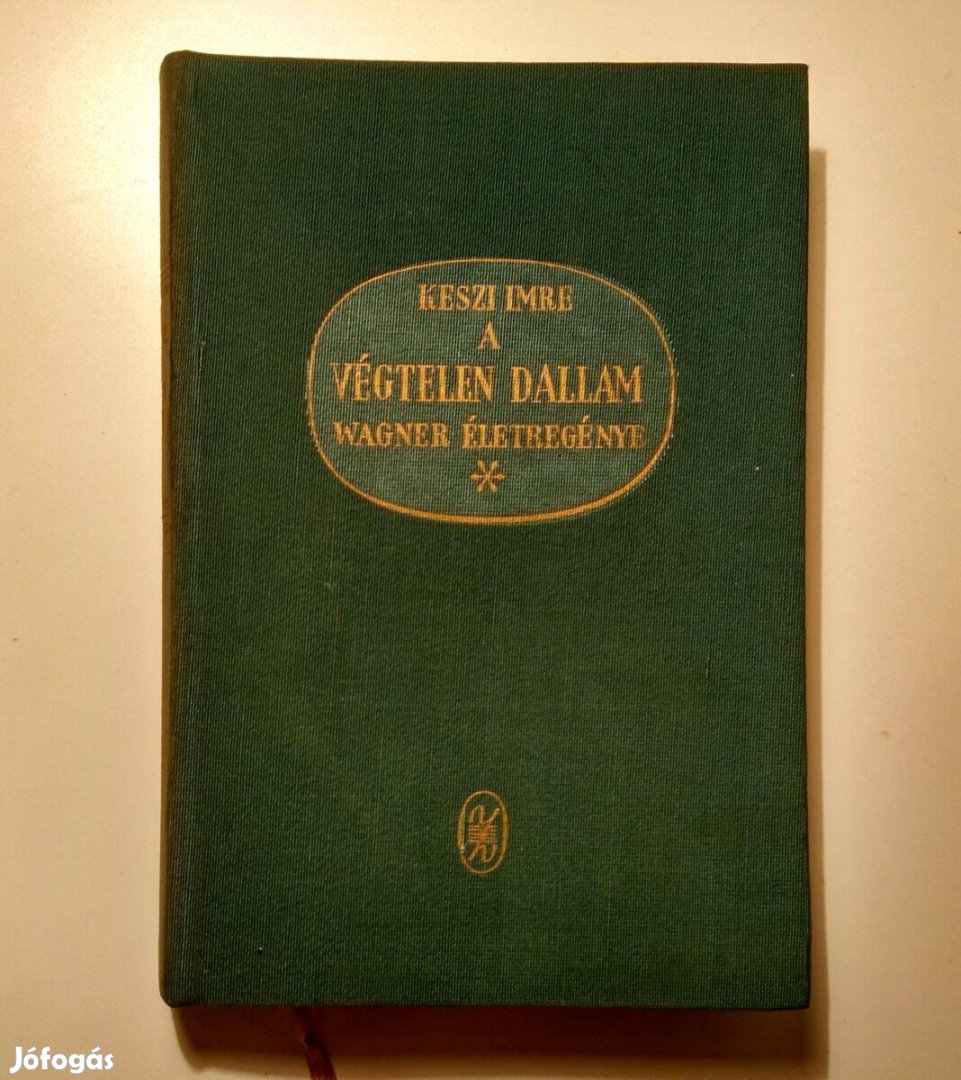 KESZI IMRE
A
VÉGTELEN DALLAM
WAGNER ÉLETREGÉNYE
Jófogás